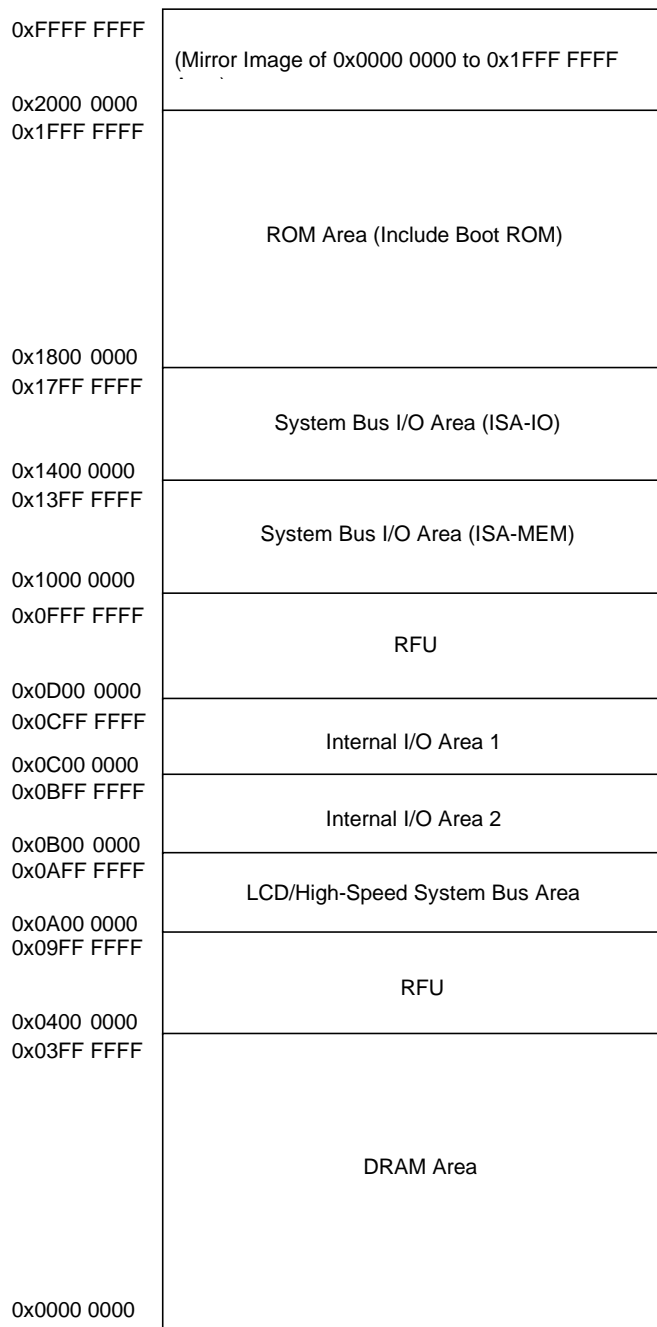 0xFFFF FFFF
(Mirror Image of 0x0000 0000 to 0x1FFF FFFF
0x2000 0000
0x1FFF FFFF
ROM Area (Include Boot ROM)
0x1800 0000
0x17FF FFFF
System Bus I/O Area (ISA-IO)
0x1400 0000
0x13FF FFFF
System Bus I/O Area (ISA-MEM)
0x1000 0000
0x0FFF FFFF
RFU
0x0D00 0000
0x0CFF FFFF
Internal I/O Area 1
0x0C00 0000
0x0BFF FFFF
Internal I/O Area 2
0x0B00 0000
0x0AFF FFFF
LCD/High-Speed System Bus Area
0x0A00 0000
0x09FF FFFF
RFU
0x0400 0000
0x03FF FFFF
DRAM Area
0x0000 0000